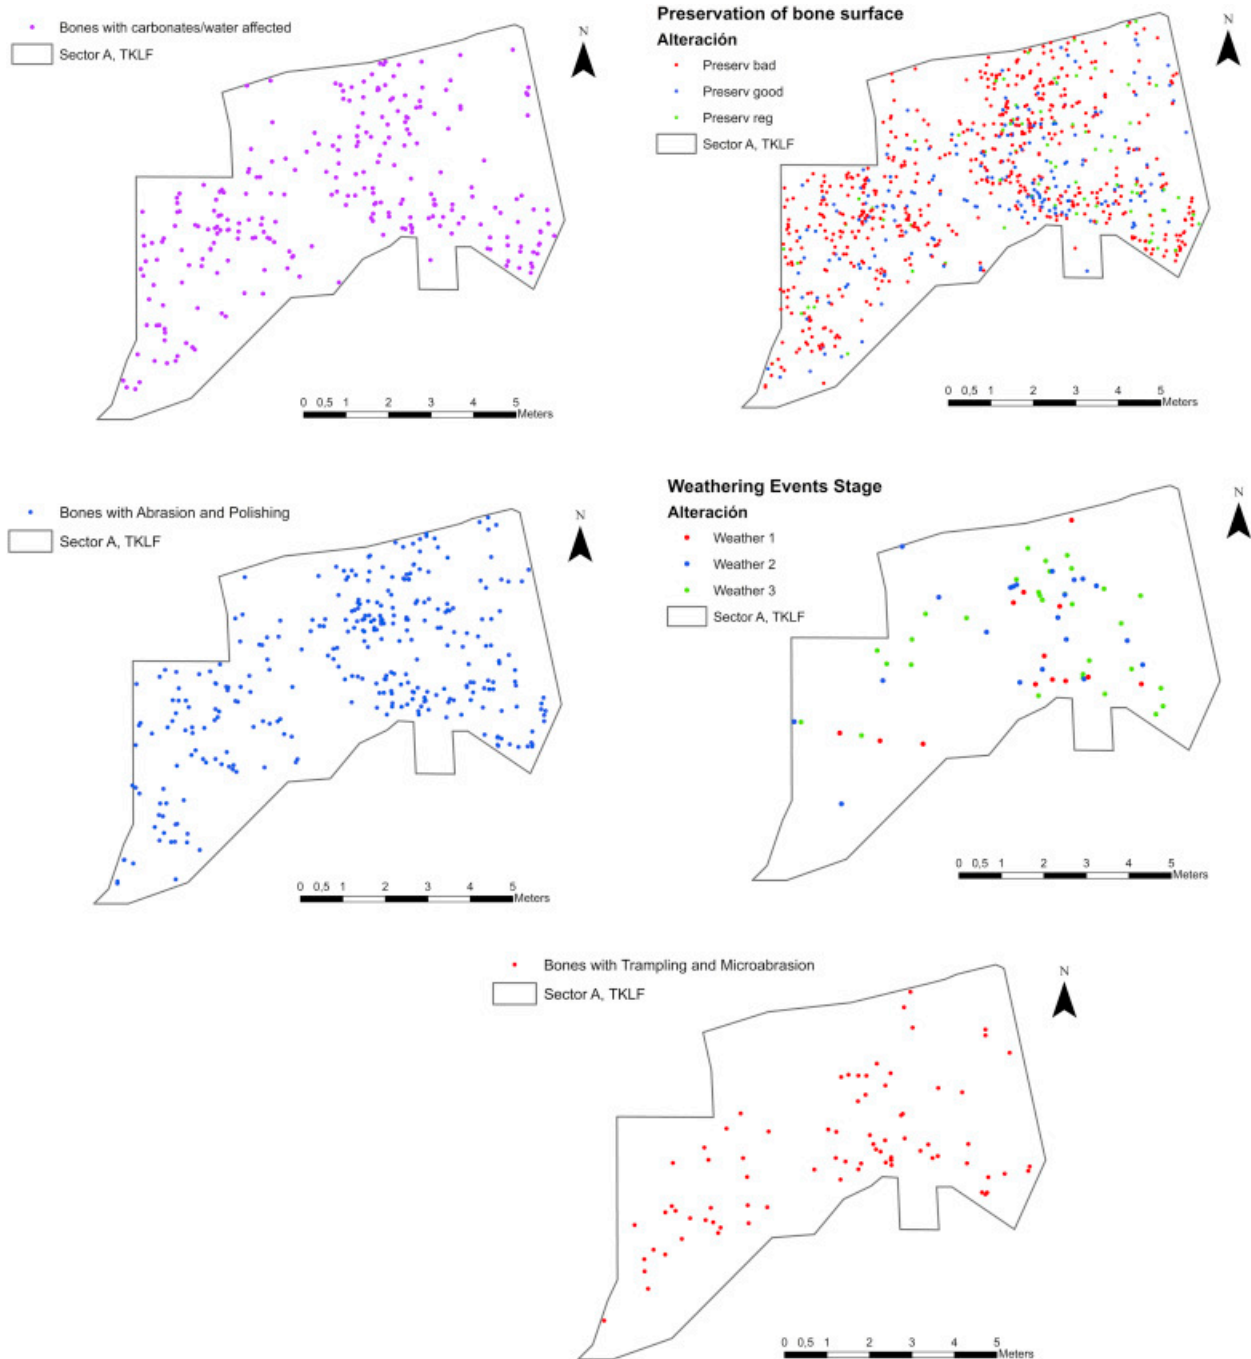 Bones with carbonates/water affected
Sector A, TKLF
N
0 0,5 1 2 3 4 5
Meters
Preservation of bone surface
Alteración
Preserv bad
Preserv good
Preserv reg
Sector A, TKLF
N
0 0,5 1 2 3 4 5
Meters
Bones with Abrasion and Polishing
Sector A, TKLF
N
0 0,5 1 2 3 4 5
Meters
Weathering Events Stage
Alteración
Weather 1
Weather 2
Weather 3
Sector A, TKLF
N
0 0,5 1 2 3 4 5
Meters
Bones with Trampling and Microabrasion
Sector A, TKLF
N
0 0,5 1 2 3 4 5
Meters